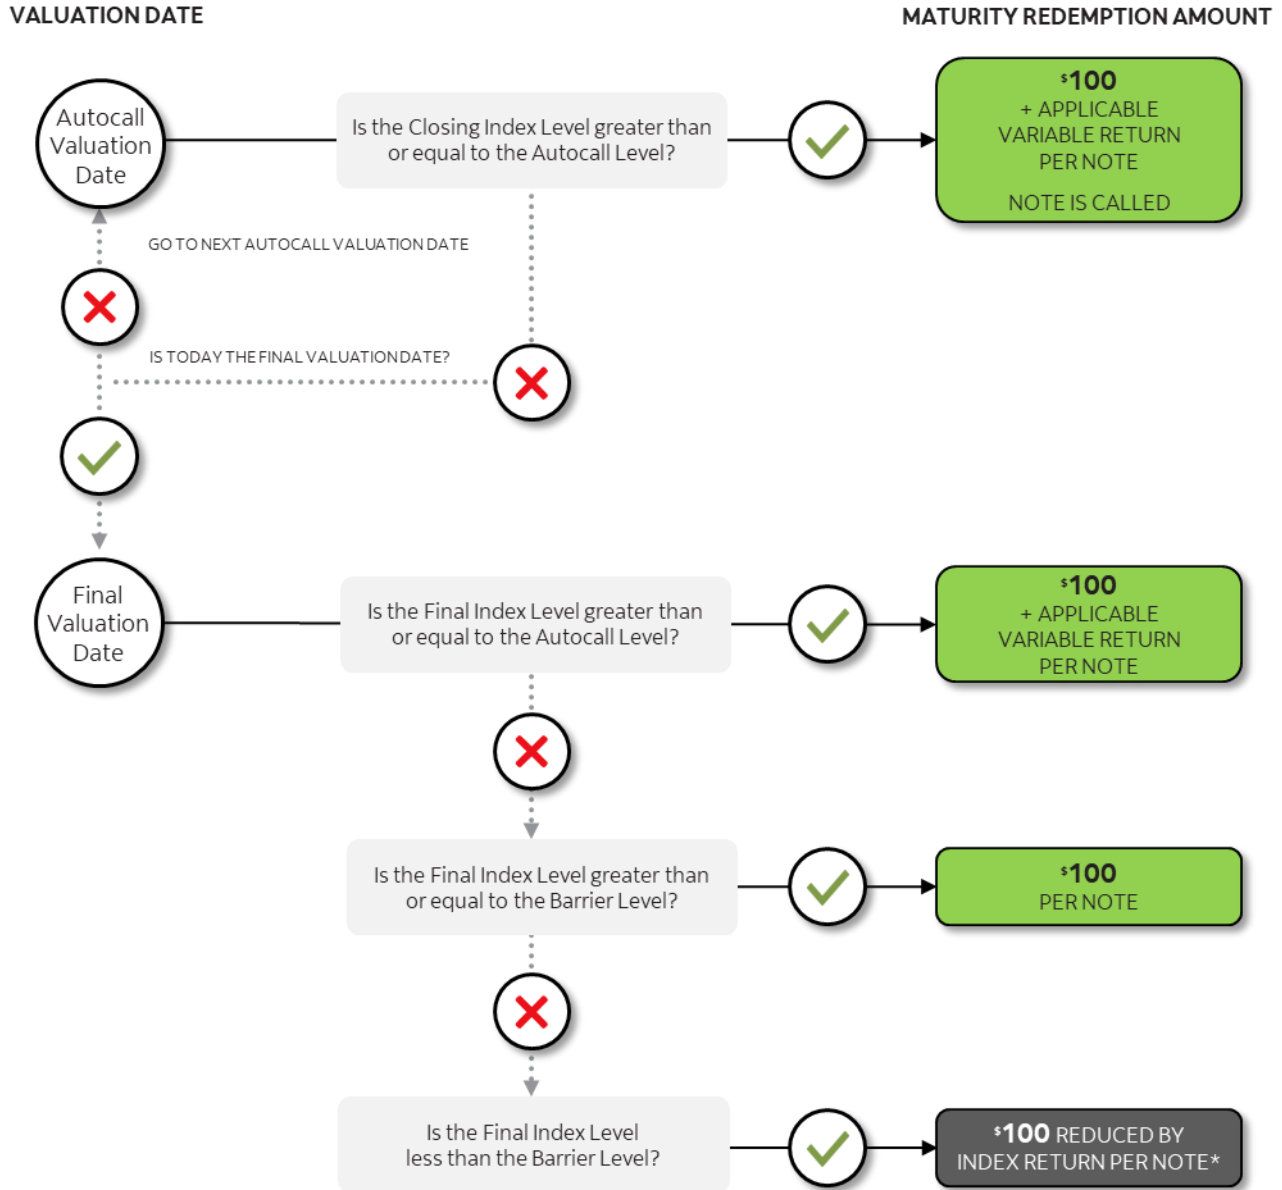 VALUATION DATE
MATURITY REDEMPTION AMOUNT
Autocall
Valuation
Date
Is the Closing Index Level greater than
or equal to the Autocall Level?
$100
+ APPLICABLE
VARIABLE RETURN
PER NOTE
NOTE IS CALLED
GO TO NEXT AUTOCALL VALUATION DATE
IS TODAY THE FINAL VALUATION DATE?
Final
Valuation
Date
Is the Final Index Level greater than
or equal to the Autocall Level?
$100
+ APPLICABLE
VARIABLE RETURN
PER NOTE
Is the Final Index Level greater than
or equal to the Barrier Level?
$100
PER NOTE
Is the Final Index Level
less than the Barrier Level?
$100 REDUCED BY
INDEX RETURN PER NOTE*